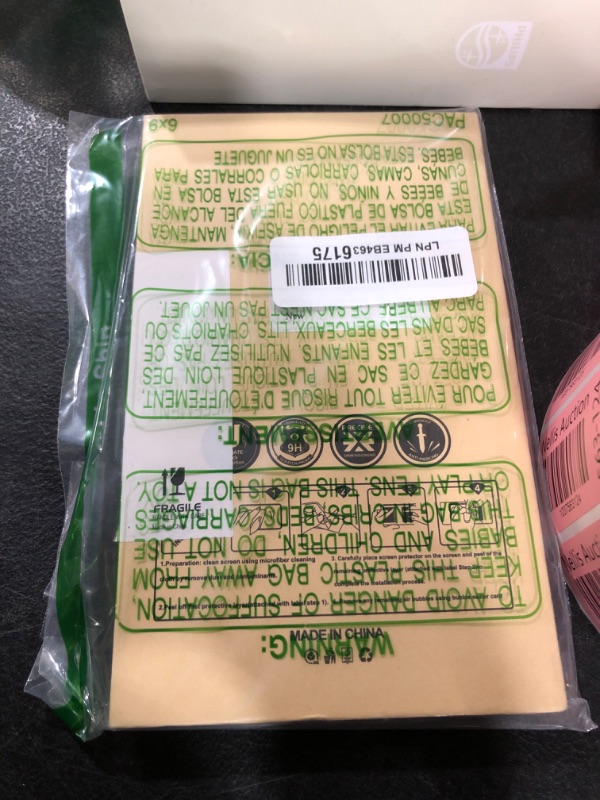 WARNING:
TO AVOID DANGER OF SUFFOCATION,
KEEP THIS PLASTIC BAG AWAY FROM
BABIES AND CHILDREN. DO NOT USE
THIS BAG IN CRIBS, BEDS, CARRIAGES
OR PLAY PENS. THIS BAG IS NOT A TOY.
AVERTISSEMENT:
POUR ÉVITER TOUT RISQUE D'ÉTOUFFEMENT,
GARDEZ CE SAC EN PLASTIQUE LOIN DES
BÉBÉS ET LES ENFANTS. N'UTILISEZ PAS CE
SAC DANS LES BERCEAUX, LITS, CHARIOTS OU
PARC À BÉBÉ. CE SAC N'EST PAS UN JOUET.
CIA:
PARA EVITAR EL PELIGRO DE ASFIXIA, MANTENGA
ESTA BOLSA DE PLASTICO FUERA DEL ALCANCE
DE BEBES Y NINOS. NO USAR ESTA BOLSA EN
CUNAS, CAMAS, CARRIOLAS O CORRALES PARA
BEBES. ESTA BOLSA NO ES UN JUGUETE
PAC50007
6x9
LPN PM EB4636175
New
9H
FRAGILE
1.Preparation: clean screen using microfiber cleaning
3. Carefully place screen protector on the screen and peel off the
MADE IN CHINA
ellis Auction
ellis Auction